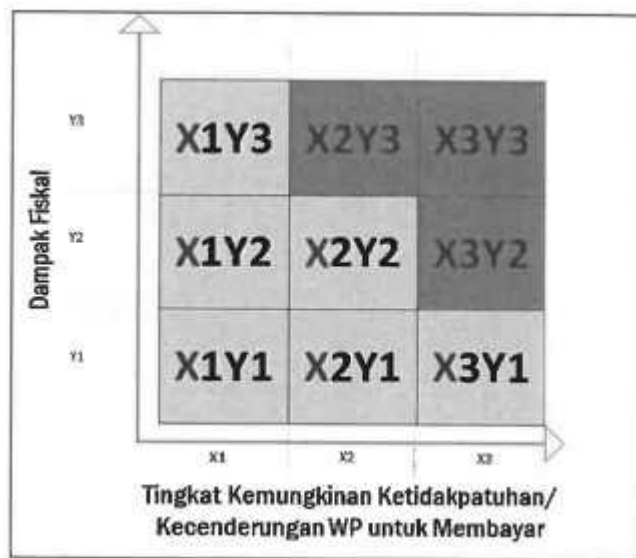 Y3
X1Y3 X2Y3 X3Y3
Dampak Fiskal
Y2
X1Y2 X2Y2 X3Y2
Y1
X1Y1 X2Y1 X3Y1
X1 X2 X3
Tingkat Kemungkinan Ketidakpatuhan/
Kecenderungan WP untuk Membayar